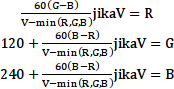 60(G−B)/V−min(R,G,B) jikaV = R
120 + 60(B−R)/V−min(R,G,B) jikaV = G
240 + 60(B−R)/V−min(R,G,B) jikaV = B